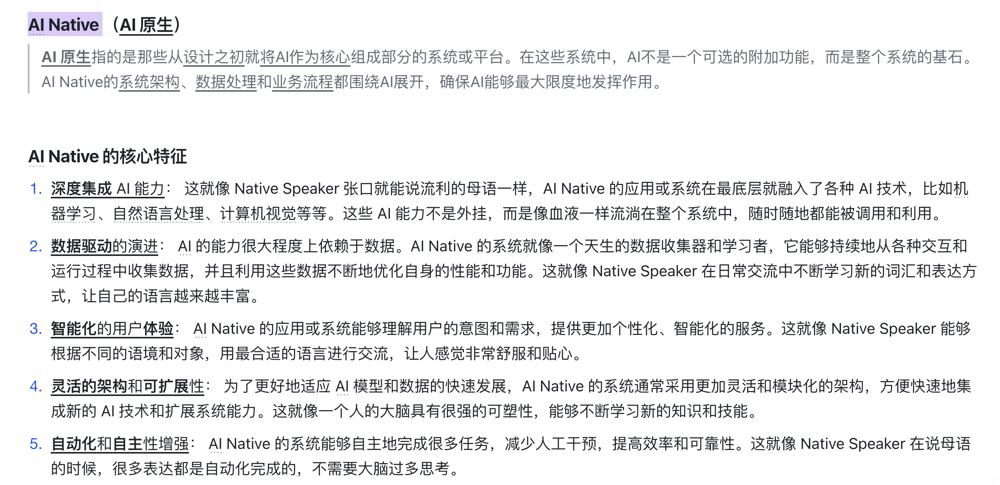 AI Native（AI 原生）
AI 原生指的是那些从设计之初就将AI作为核心组成部分的系统或平台。在这些系统中，AI不是一个可选的附加功能，而是整个系统的基石。
AI Native的系统架构、数据处理和业务流程都围绕AI展开，确保AI能够最大限度地发挥作用。
AI Native 的核心特征
1. 深度集成 AI 能力： 这就像 Native Speaker 张口就能说流利的母语一样，AI Native 的应用或系统在最底层就融入了各种 AI 技术，比如机
器学习、自然语言处理、计算机视觉等等。这些 AI 能力不是外挂，而是像血液一样流淌在整个系统中，随时随地都能被调用和利用。
2. 数据驱动的演进： AI 的能力很大程度上依赖于数据。AI Native 的系统就像一个天生的数据收集器和学习者，它能够持续地从各种交互和
运行过程中收集数据，并且利用这些数据不断地优化自身的性能和功能。这就像 Native Speaker 在日常交流中不断学习新的词汇和表达方
式，让自己的语言越来越丰富。
3. 智能化的用户体验： AI Native 的应用或系统能够理解用户的意图和需求，提供更加个性化、智能化的服务。这就像 Native Speaker 能够
根据不同的语境和对象，用最合适的语言进行交流，让人感觉非常舒服和贴心。
4. 灵活的架构和可扩展性： 为了更好地适应 AI 模型和数据的快速发展，AI Native 的系统通常采用更加灵活和模块化的架构，方便快速地集
成新的 AI 技术和扩展系统能力。这就像一个人的大脑具有很强的可塑性，能够不断学习新的知识和技能。
5. 自动化和自主性增强： AI Native 的系统能够自主地完成很多任务，减少人工干预，提高效率和可靠性。这就像 Native Speaker 在说母语
的时候，很多表达都是自动化完成的，不需要大脑过多思考。